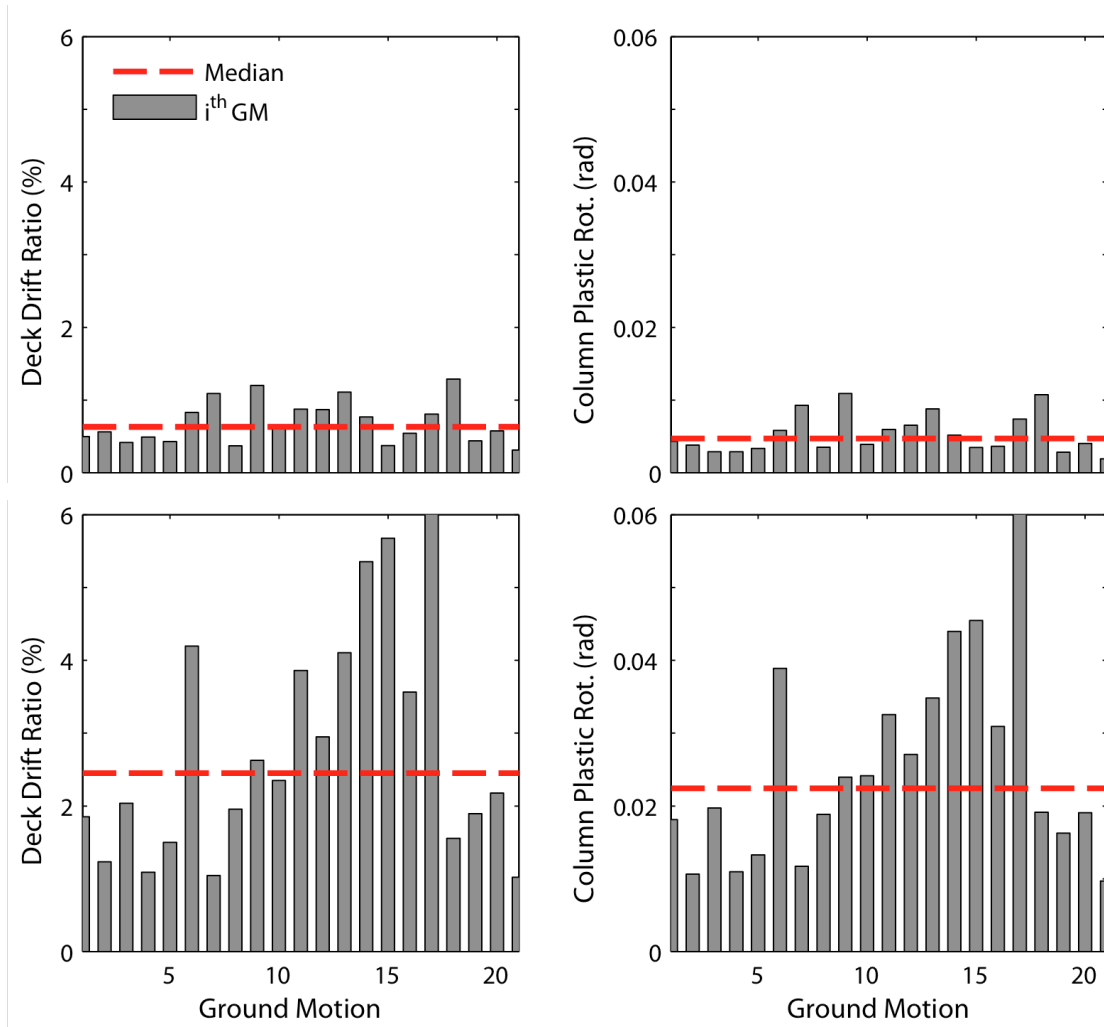 6
4
2
0
Deck Drift Ratio (%)
Median
i^th GM
0.06
0.04
0.02
0
Column Plastic Rot. (rad)
6
4
2
0
Deck Drift Ratio (%)
5 10 15 20
Ground Motion
0.06
0.04
0.02
0
Column Plastic Rot. (rad)
5 10 15 20
Ground Motion